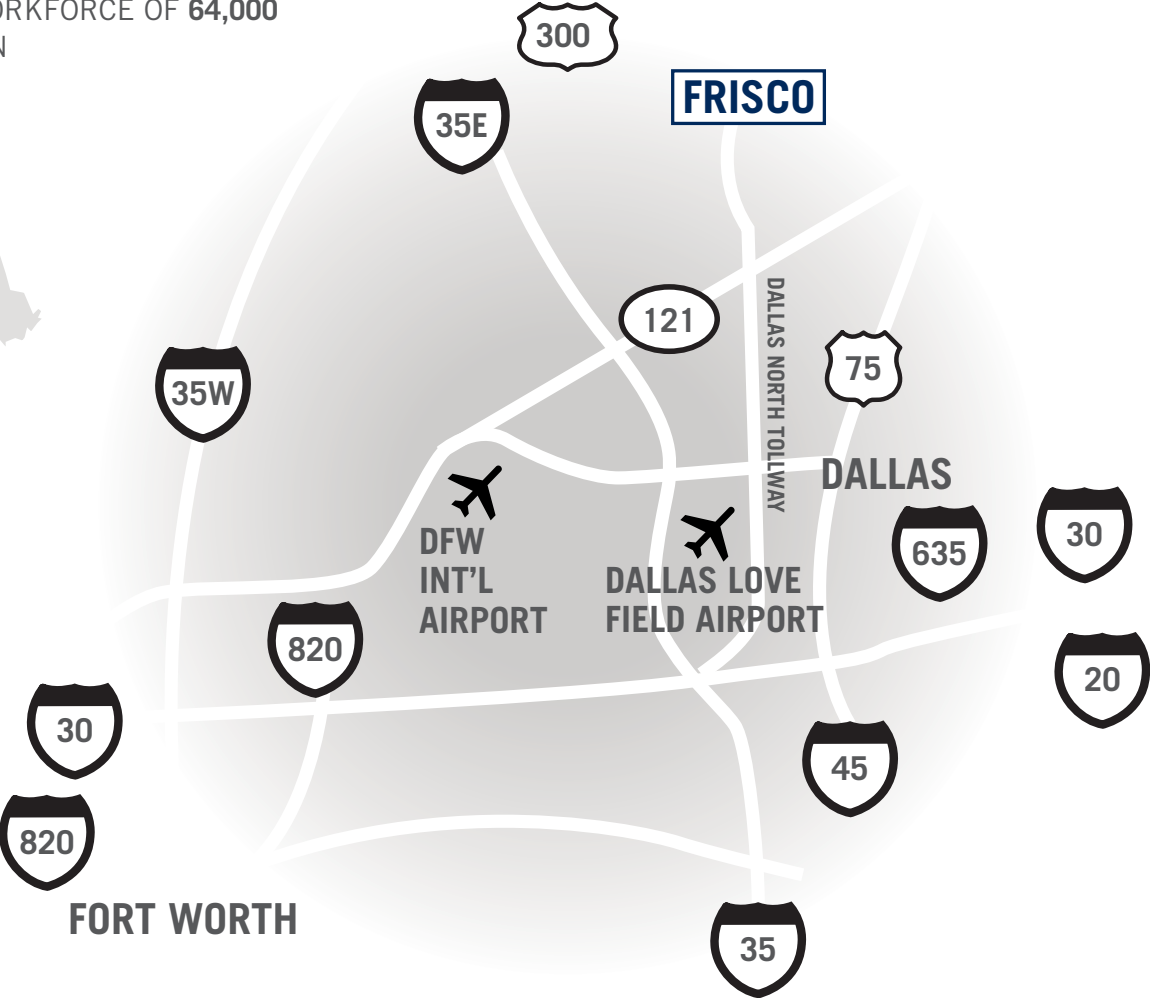 ORKFORCE OF 64,000
N
300
FRISCO
35E
121
DALLAS NORTH TOLLWAY
75
35W
DALLAS
30
635
DFW
INT'L
AIRPORT
DALLAS LOVE
FIELD AIRPORT
820
20
30
45
820
FORT WORTH
35